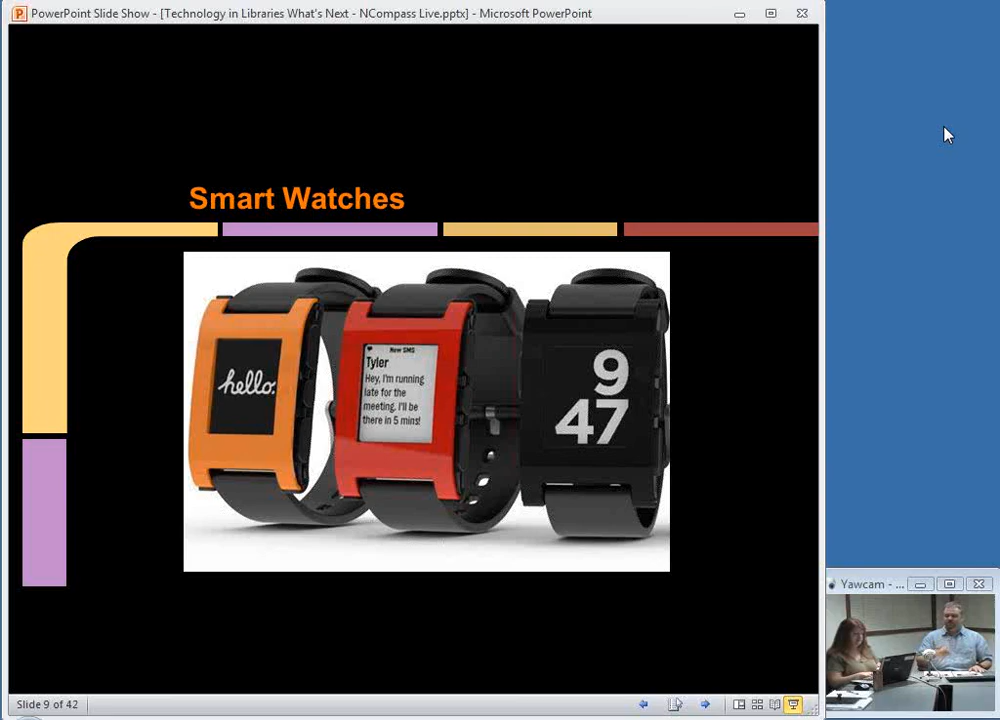 PowerPoint Slide Show - [Technology in Libraries What's Next - NCompass Live.pptx] - Microsoft PowerPoint
Smart Watches
hello.
New SMS
Tyler
Hey, I'm running
late for the
meeting. I'll be
there in 5 mins!
9
47
Yawcam - ...
Slide 9 of 42